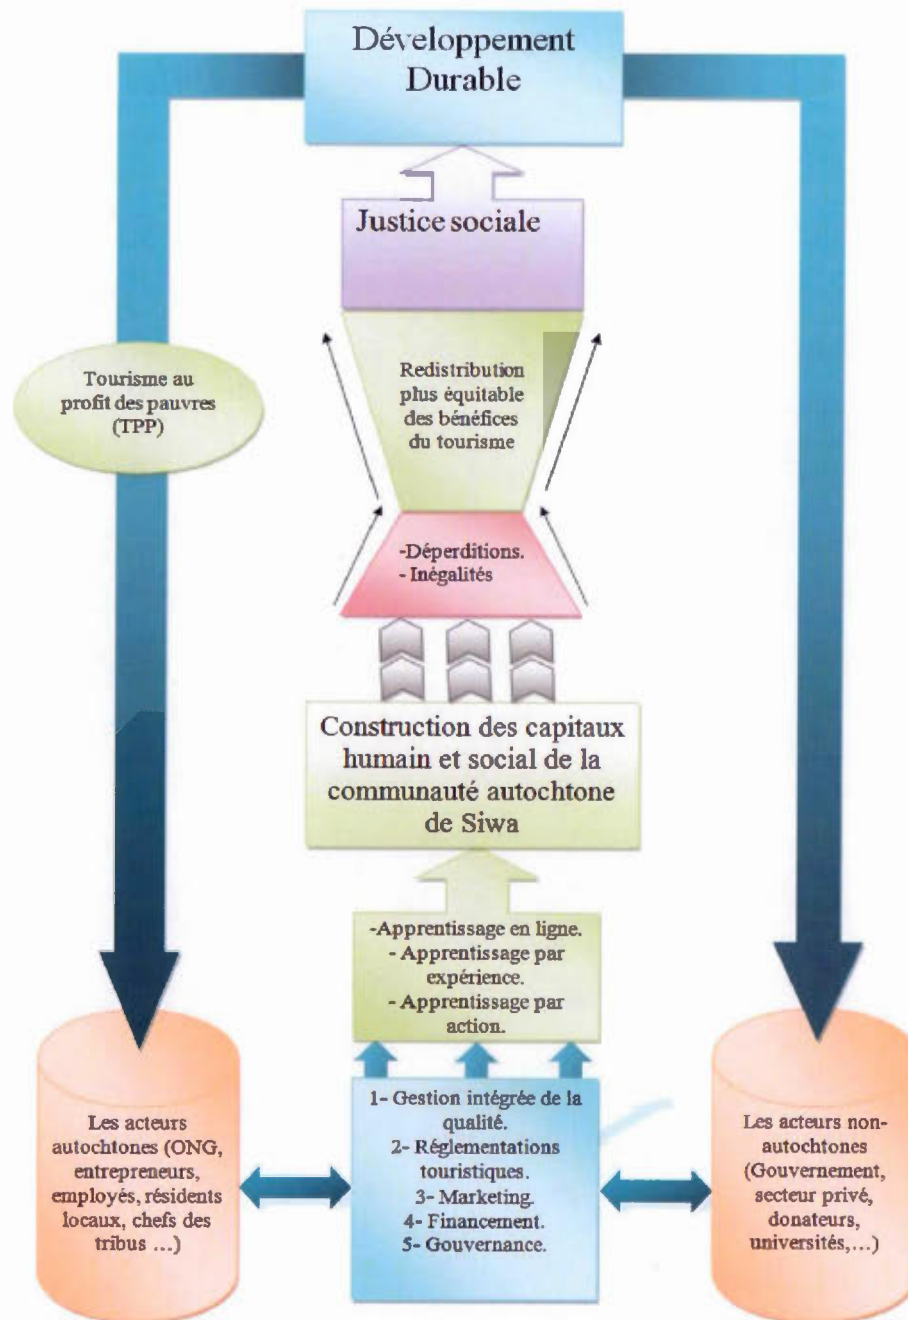 Développement
Durable
Justice sociale
Redistribution
plus équitable
des bénéfices
du tourisme
Tourisme au
profit des pauvres
(TPP)
-Déperditions.
- Inégalités
Construction des capitaux
humain et social de la
communauté autochtone
de Siwa
-Apprentissage en ligne.
- Apprentissage par
expérience.
- Apprentissage par
action.
Les acteurs
autochtones (ONG,
entrepreneurs,
employés, résidents
locaux, chefs des
tribus ...)
1- Gestion intégrée de la
qualité.
2- Réglementations
touristiques.
3- Marketing.
4- Financement.
5- Gouvernance.
Les acteurs non-
autochtones
(Gouvernement,
secteur privé,
donateurs,
universités,...)